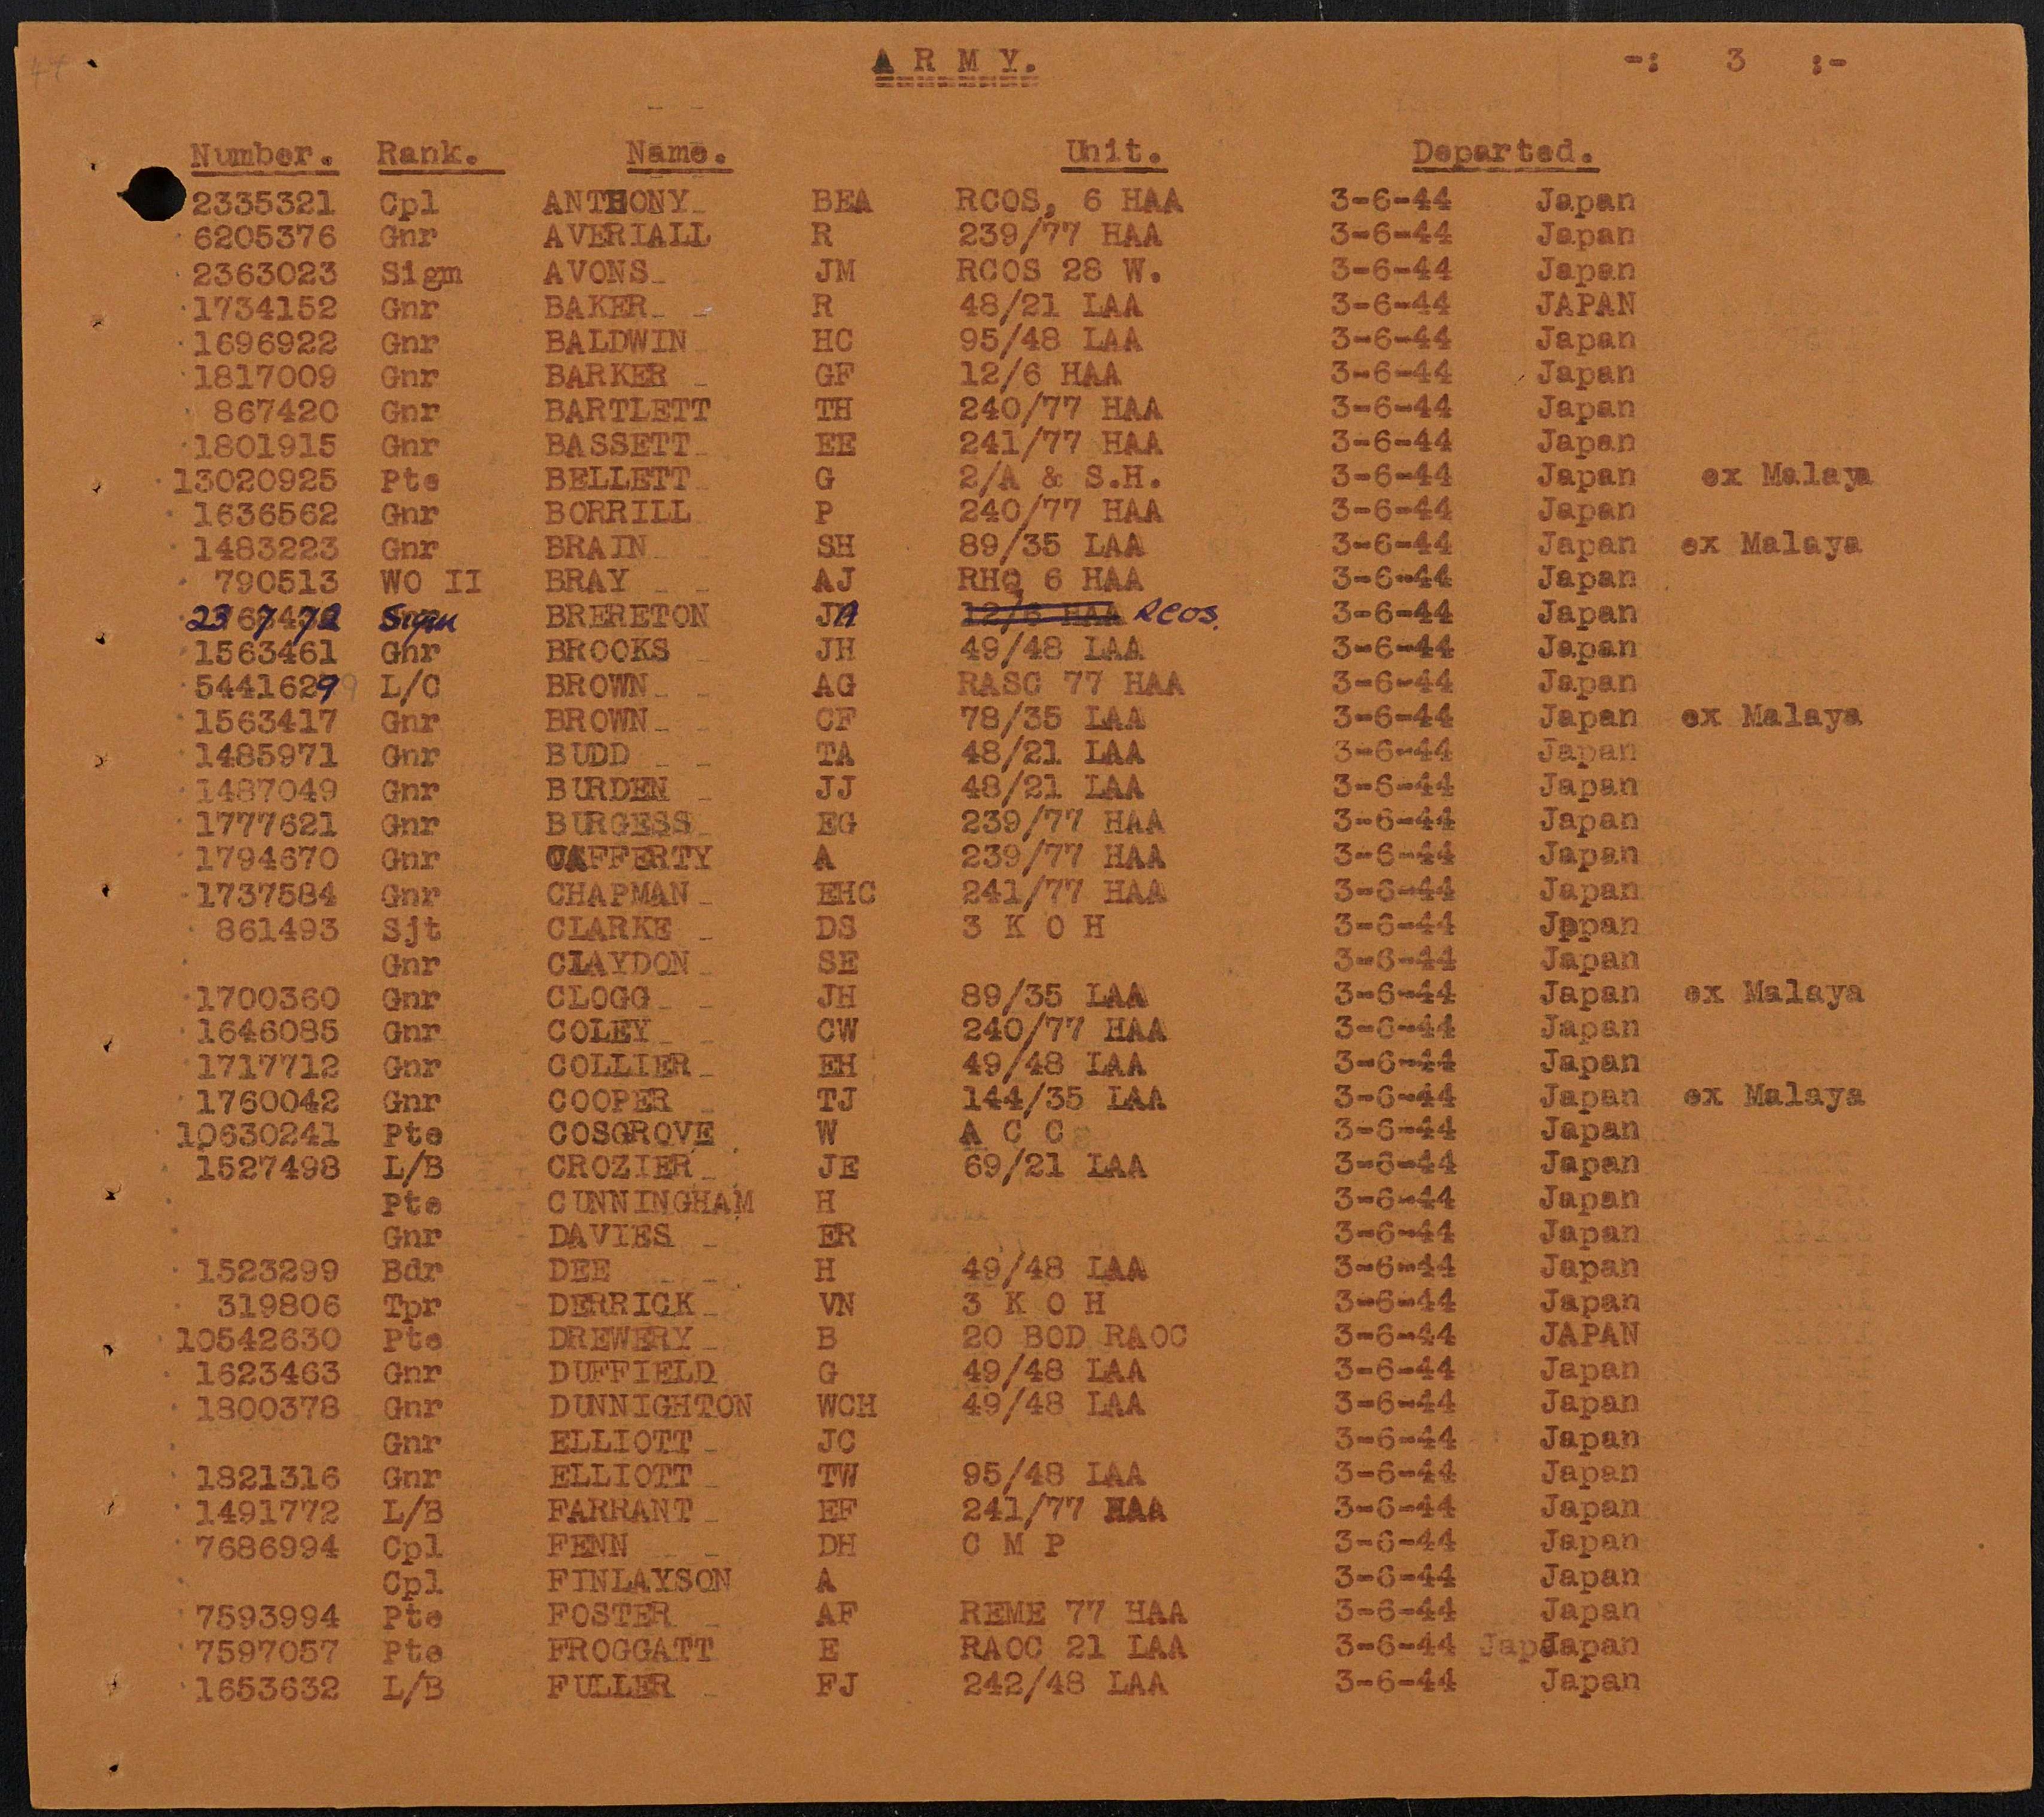 44
A R M Y.   -: 3 :-
Number. Rank. Name. Unit. Departed.
2335321 Cpl ANTHONY BEA RCOS, 6 HAA 3-6-44 Japan
6205376 Gnr AVERIALL R 239/77 HAA 3-6-44 Japan
2363023 Sigm AVONS JM RCOS 28 W. 3-6-44 Japan
1734152 Gnr BAKER R 48/21 LAA 3-6-44 JAPAN
1696922 Gnr BALDWIN HC 95/48 LAA 3-6-44 Japan
1817009 Gnr BARKER GF 12/6 HAA 3-6-44 Japan
867420 Gnr BARTLETT TH 240/77 HAA 3-6-44 Japan
1801915 Gnr BASSETT EE 241/77 HAA 3-6-44 Japan
13020925 Pte BELLETT G 2/A & S.H. 3-6-44 Japan ex Malaya
1636562 Gnr BORRILL P 240/77 HAA 3-6-44 Japan
1483223 Gnr BRAIN SH 89/35 LAA 3-6-44 Japan ex Malaya
790513 WO II BRAY AJ RHQ 6 HAA 3-6-44 Japan
Sigm BRERETON JA 12/6 HAA RCOS. 3-6-44 Japan
1563461 Gnr BROOKS JH 49/48 LAA 3-6-44 Japan
5441629 L/C BROWN AG RASC 77 HAA 3-6-44 Japan
1563417 Gnr BROWN CF 78/35 LAA 3-6-44 Japan ex Malaya
1485971 Gnr BUDD TA 48/21 LAA 3-6-44 Japan
1487049 Gnr BURDEN JJ 48/21 LAA 3-6-44 Japan
1777621 Gnr BURGESS EG 239/77 HAA 3-6-44 Japan
1794670 Gnr CAFFERTY A 239/77 HAA 3-6-44 Japan
1737584 Gnr CHAPMAN EHC 241/77 HAA 3-6-44 Japan
861493 Sjt CLARKE DS 3 K O H 3-6-44 Japan
Gnr CLAYDON SE 3-6-44 Japan
1700360 Gnr CLOGG JH 89/35 LAA 3-6-44 Japan ex Malaya
1646085 Gnr COLEY CW 240/77 HAA 3-6-44 Japan
1717712 Gnr COLLIER EH 49/48 LAA 3-6-44 Japan
1760042 Gnr COOPER TJ 144/35 LAA 3-6-44 Japan ex Malaya
10630241 Pte COSGROVE W A C C 3-6-44 Japan
1527498 L/B CROZIER JE 69/21 LAA 3-6-44 Japan
Pte CUNNINGHAM H 3-6-44 Japan
Gnr DAVIES ER 3-6-44 Japan
1523299 Bdr DEE H 49/48 LAA 3-6-44 Japan
319806 Tpr DERRICK VN 3 K O H 3-6-44 Japan
10542630 Pte DREWERY B 20 BOD RAOC 3-6-44 JAPAN
1623463 Gnr DUFFIELD G 49/48 LAA 3-6-44 Japan
1800378 Gnr DUNNIGHTON WCH 49/48 LAA 3-6-44 Japan
Gnr ELLIOTT JC 3-6-44 Japan
1821316 Gnr ELLIOTT TW 95/48 LAA 3-6-44 Japan
1491772 L/B FARRANT EF 241/77 HAA 3-6-44 Japan
7686994 Cpl FENN DH C M P 3-6-44 Japan
Cpl FINLAYSON A 3-6-44 Japan
7593994 Pte FOSTER AF REME 77 HAA 3-6-44 Japan
7597057 Pte FROGGATT E RAOC 21 LAA 3-6-44 Japan
1653632 L/B FULLER FJ 242/48 LAA 3-6-44 Japan